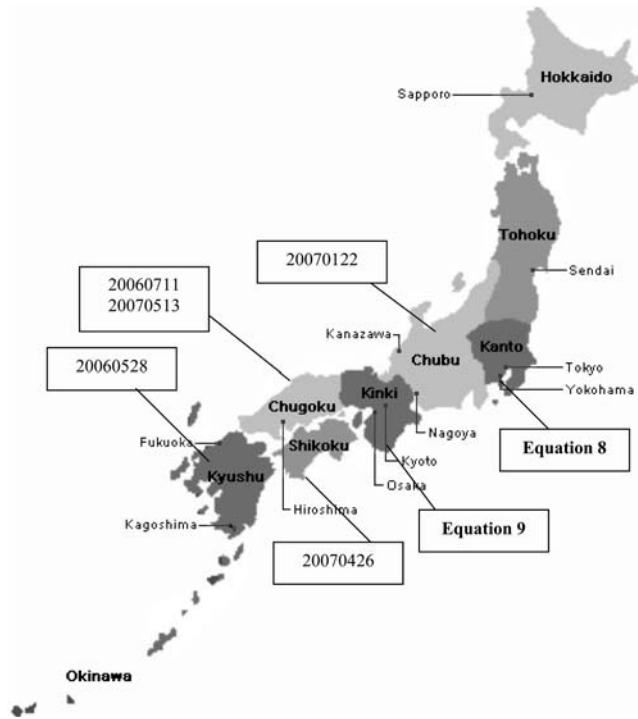 Hokkaido
Sapporo
Tohoku
20070122
Sendai
20060711
20070513
Kanazawa
Kanto
Chubu
20060528
Tokyo
Kinki
Yokohama
Chugoku
Nagoya
Equation 8
Fukuoka
Shikoku
Kyoto
Kyushu
Osaka
Hiroshima
Equation 9
Kagoshima
20070426
Okinawa